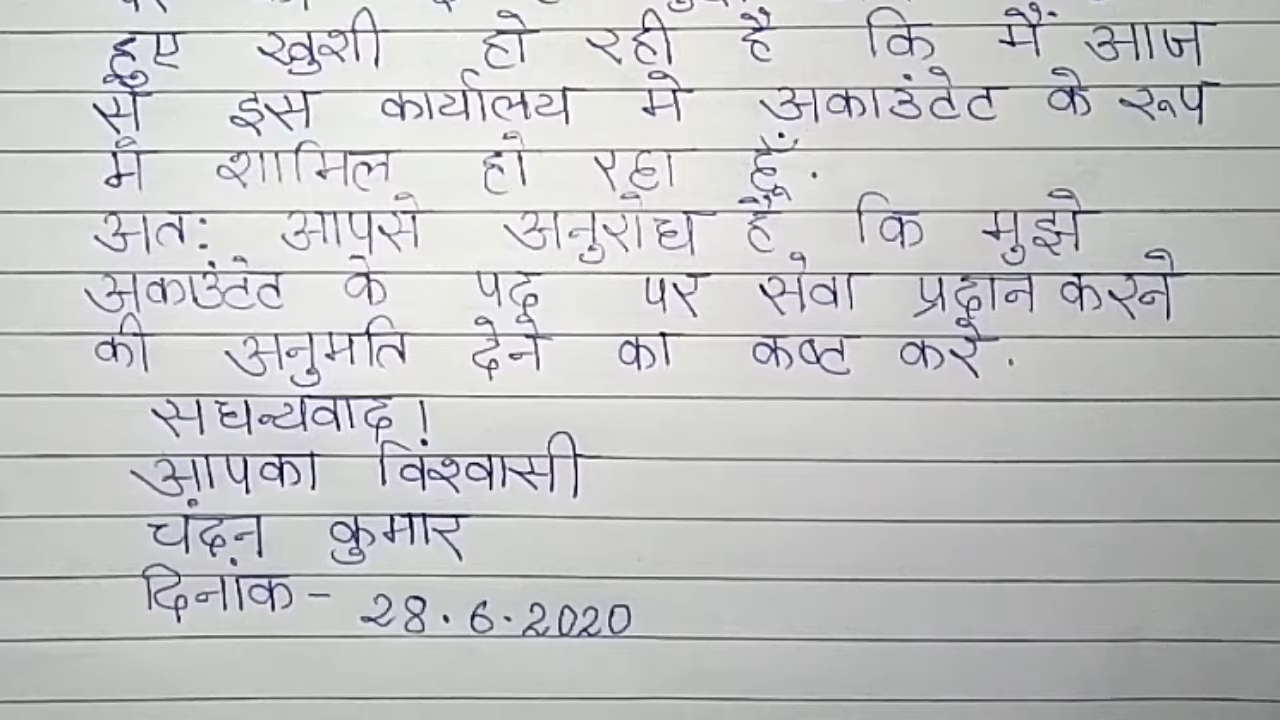 हुए खुशी हो रही है कि मैं आज
से इस कार्यालय मे अकाउंटेट के रूप
में शामिल हो रहा हूँ.
अत: आपसे अनुरोध है कि मुझे
अकाउंटेट के पद पर सेवा प्रदान करने
की अनुमति देने का कष्ट करें.
सधन्यवाद!
आपका विंश्वासी
चंदन कुमार
दिनांक- 28.6.2020